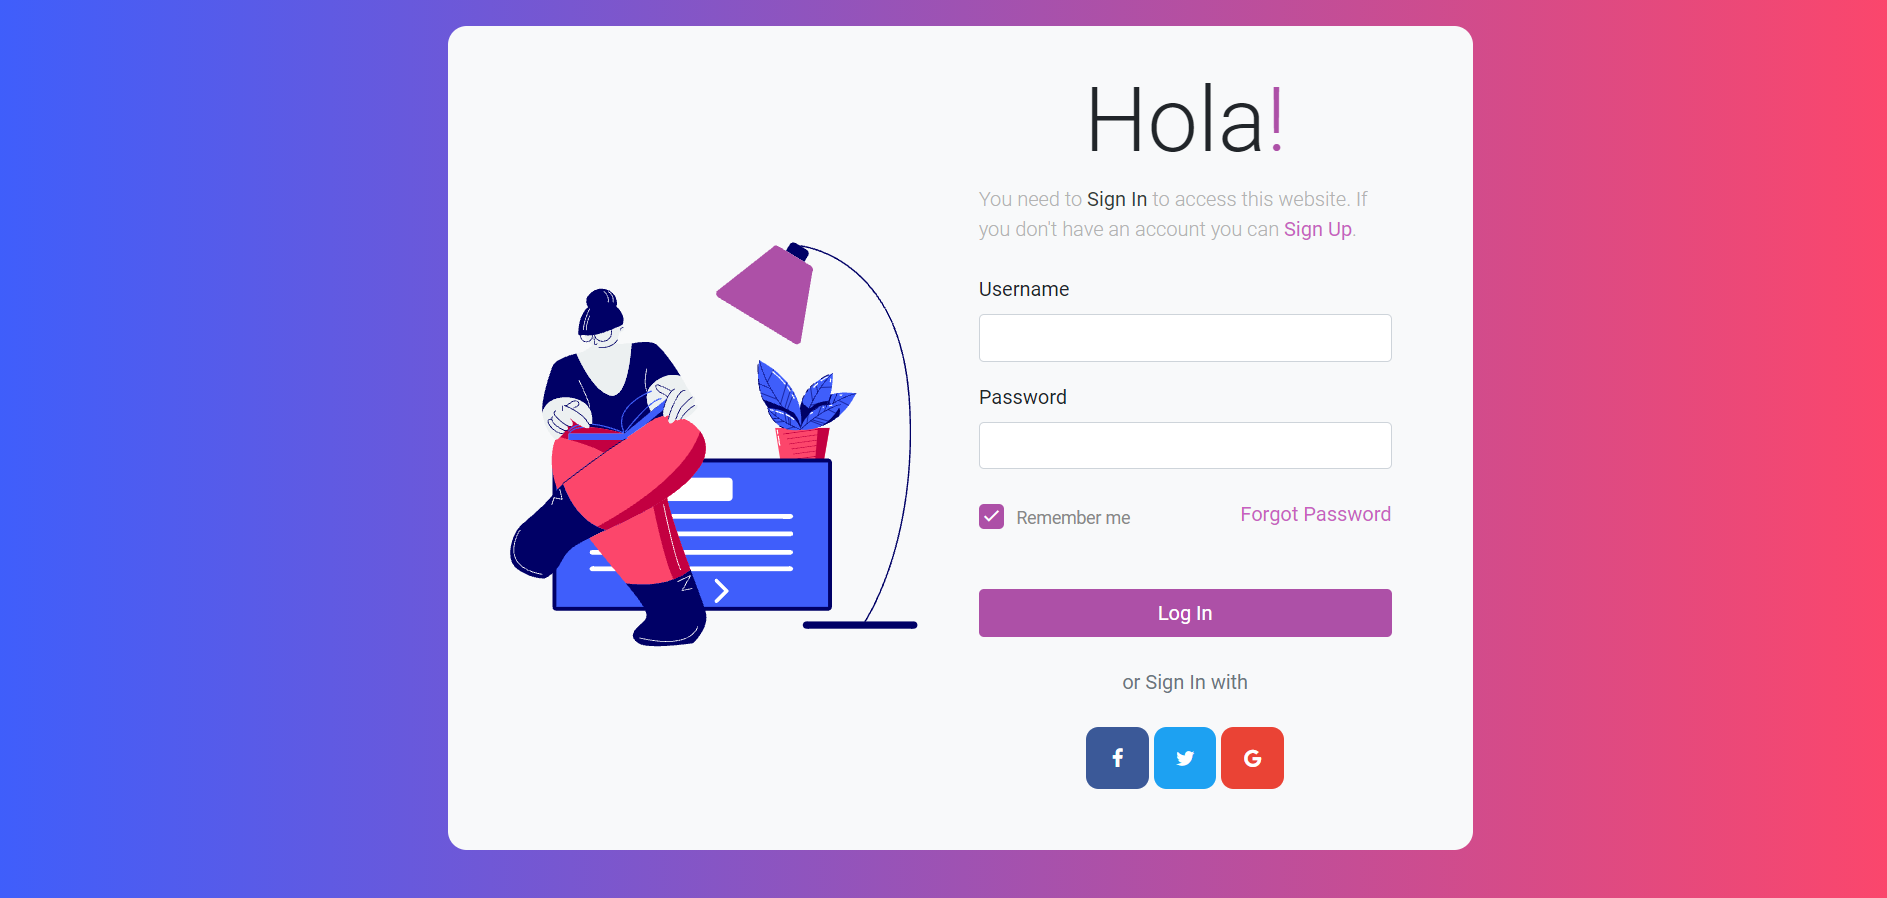 Hola!
You need to Sign In to access this website. If
you don't have an account you can Sign Up.
Username
Password
Remember me
Forgot Password
Log In
or Sign In with